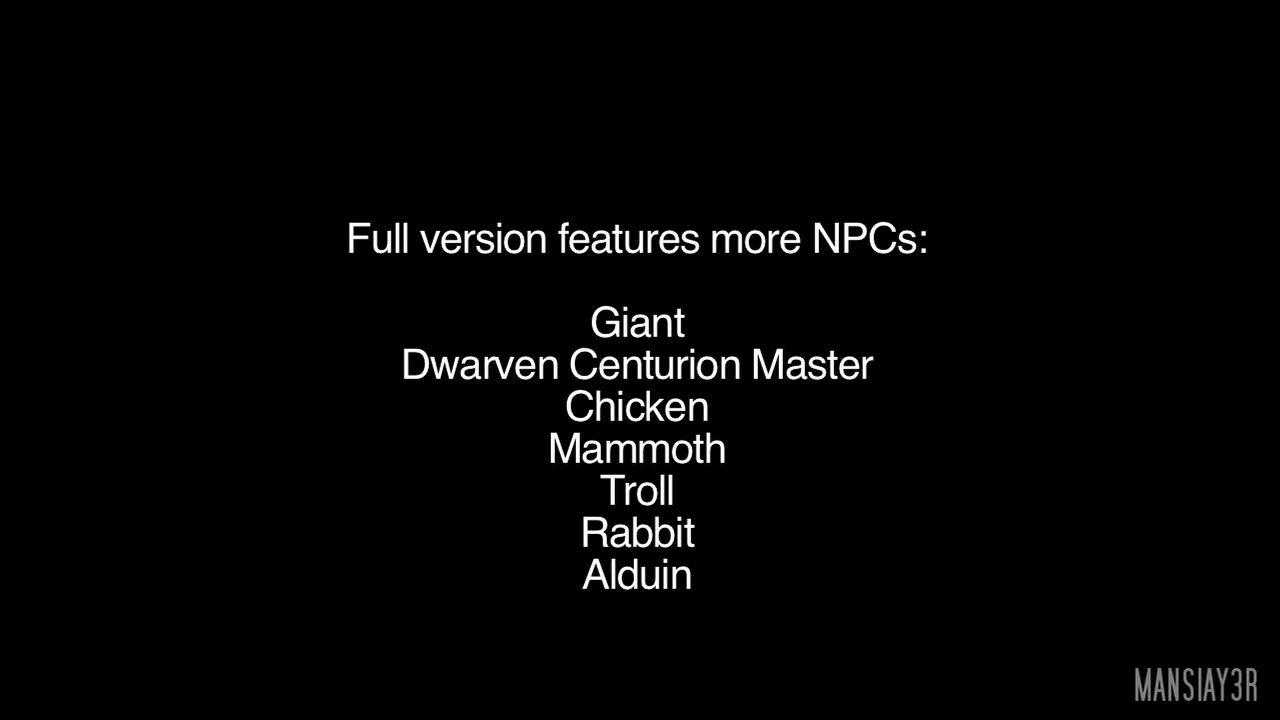 Full version features more NPCs:
Giant
Dwarven Centurion Master
Chicken
Mammoth
Troll
Rabbit
Alduin
MANSIAY3R